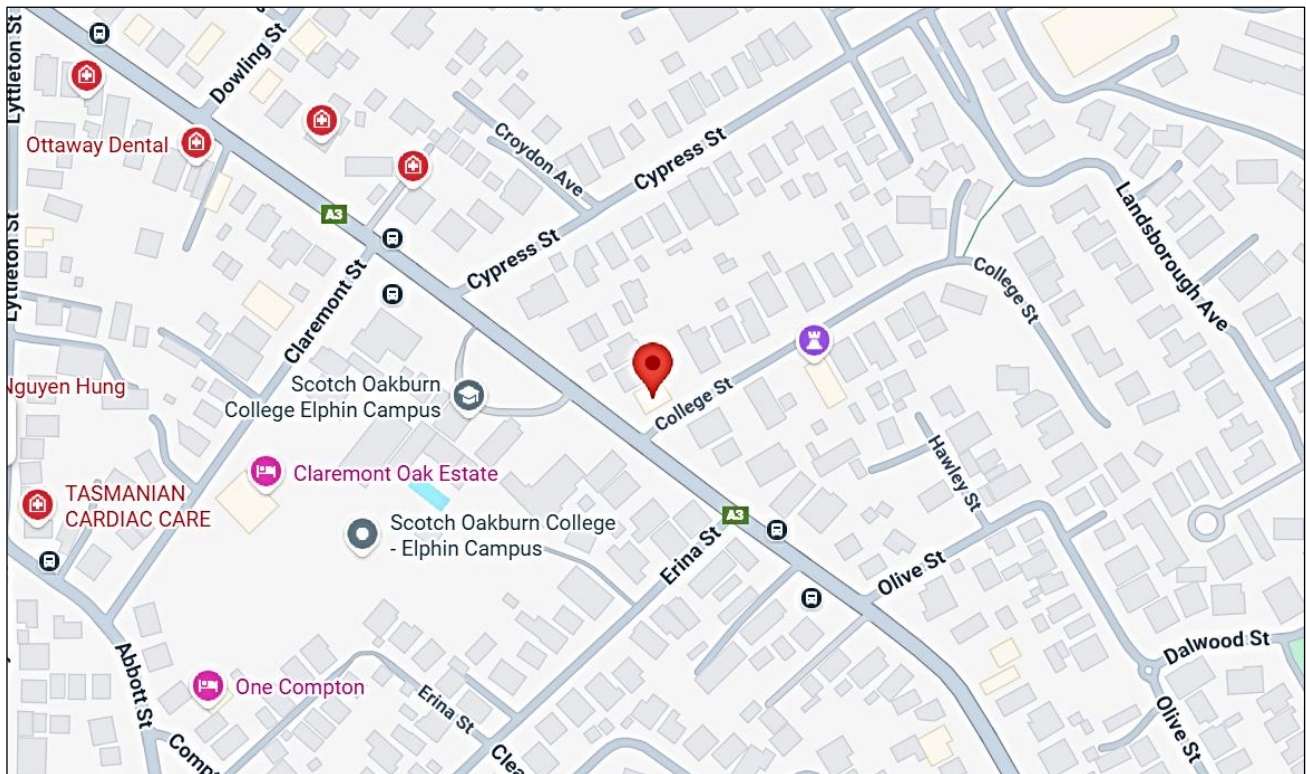 Lyttleton St
Dowling St
Ottaway Dental
Croydon Ave
Cypress St
A3
Lyttleton St
Landsborough Ave
Cypress St
College St
Claremont St
Nguyen Hung
Scotch Oakburn
College Elphin Campus
College St
Hawley St
Claremont Oak Estate
TASMANIAN
CARDIAC CARE
A3
Scotch Oakburn College
- Elphin Campus
Erina St
Olive St
Dalwood St
Abbott St
One Compton
Erina St
Olive St